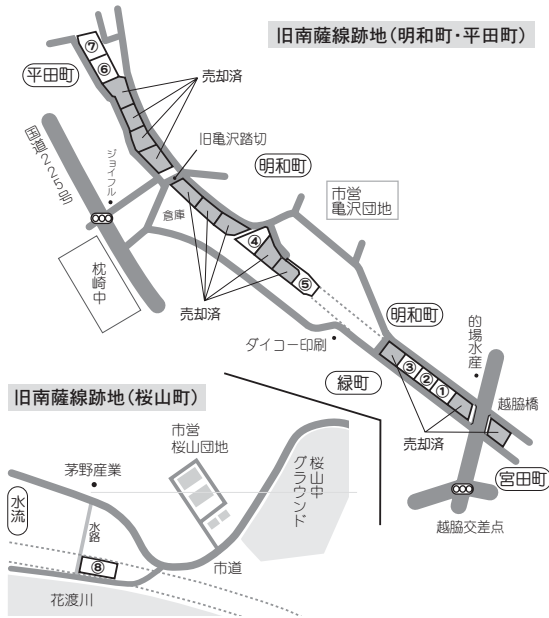 旧南薩線跡地(明和町・平田町)
⑦
⑥
平田町
売却済
国道225号
ジョイフル
旧亀沢踏切
明和町
市営
亀沢団地
倉庫
④
⑤
枕崎中
売却済
明和町
的場水産
ダイコー印刷
③
②
①
越脇橋
緑町
売却済
宮田町
越脇交差点
旧南薩線跡地(桜山町)
市営
桜山団地
桜山中
グラウンド
茅野産業
水流
水路
⑧
市道
花渡川